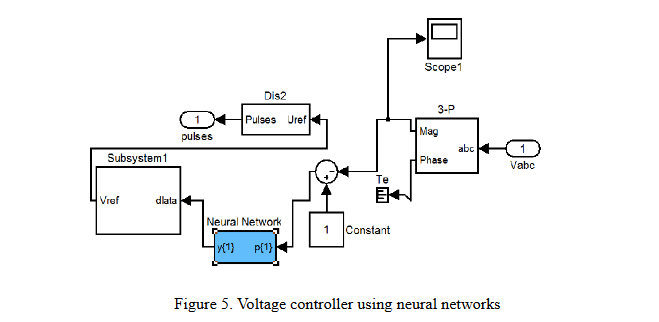 Scope1
Dis2
3-P
1
Pulses
Uref
Mag
abc
1
pulses
Phase
Vabc
Subsystem1
Te
Vref
dlata
Neural Network
1
Constant
y{1}
p{1}
Figure 5. Voltage controller using neural networks